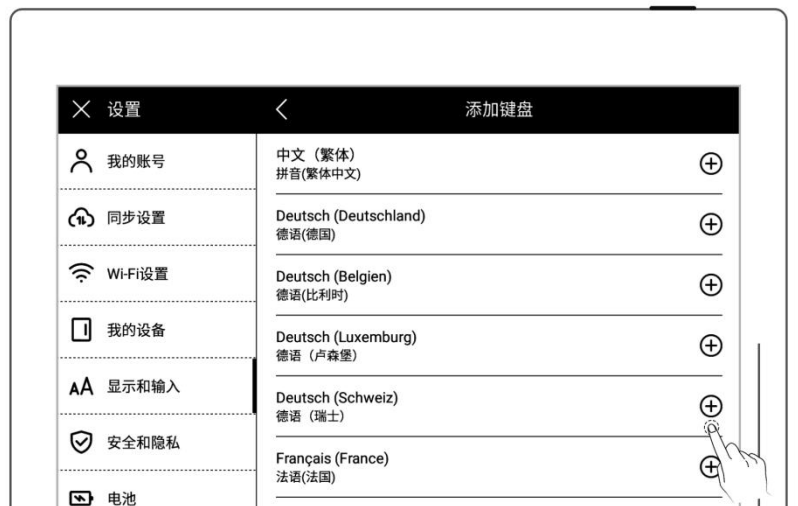 设置
我的账号
同步设置
Wi-Fi设置
我的设备
AA 显示和输入
安全和隐私
电池
添加键盘
中文（繁体）
拼音(繁体中文)
Deutsch (Deutschland)
德语(德国)
Deutsch (Belgien)
德语(比利时)
Deutsch (Luxemburg)
德语（卢森堡）
Deutsch (Schweiz)
德语（瑞士）
Français (France)
法语(法国)